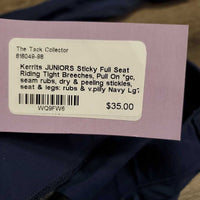 The Tack Collector
818049-98
Kerrits JUNIORS Sticky Full Seat
Riding Tight Breeches, Pull On *gc,
seam rubs, dry & peeling stickies,
seat & legs: rubs & v.pilly Navy Lg?
WQ9FW6
$35.00